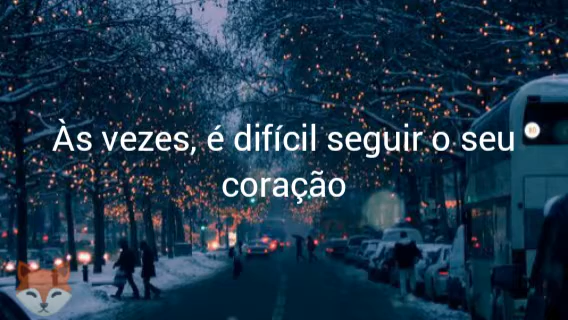 Às vezes, é difícil seguir o seu
coração